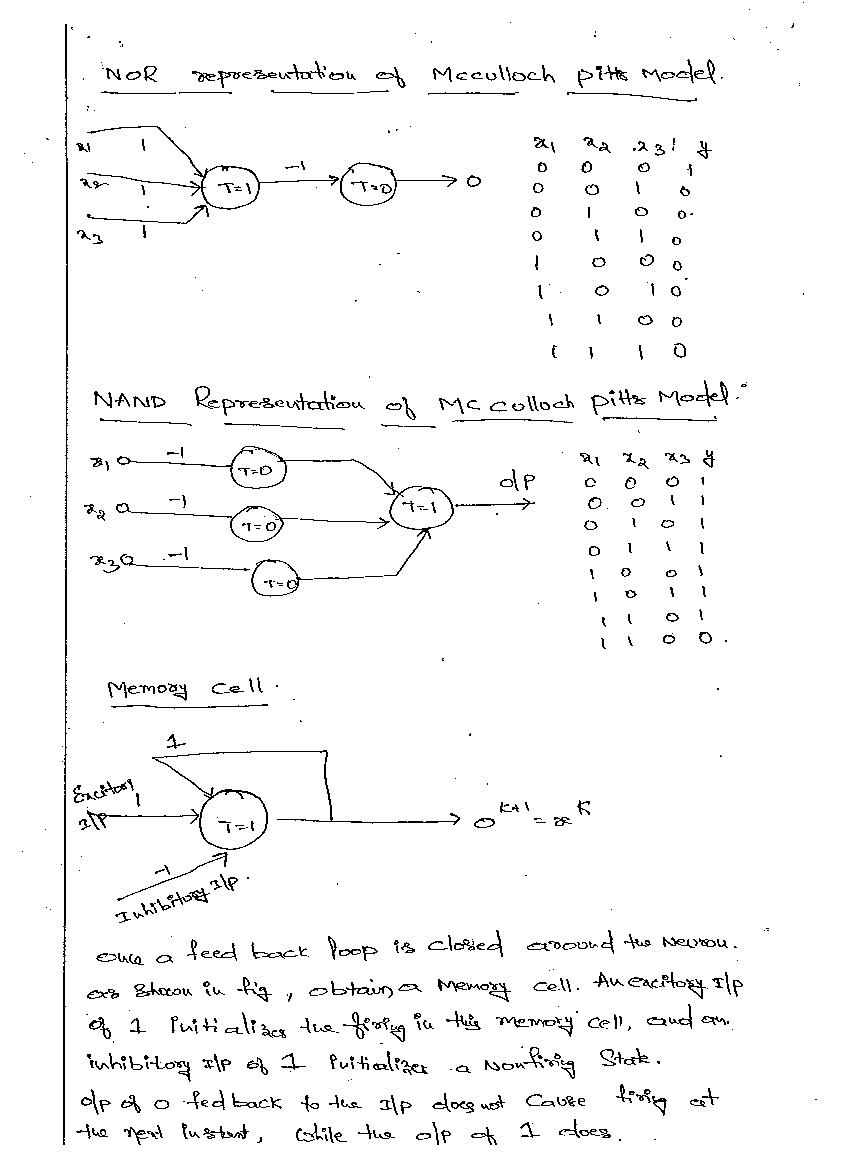 NOR representation of Mcculloch pitts Model.
x1 1
x2 1
x3 1
T=1
-1
T=0
0
x1 x2 x3 y
0 0 0 1
0 0 1 0
0 1 0 0
0 1 1 0
1 0 0 0
1 0 1 0
1 1 0 0
1 1 1 0
NAND Representation of Mc colloch pitts Model.
x1 0 -1
T=0
x2 0 -1
T=0
x3 0 -1
T=0
T=1
o/p
x1 x2 x3 y
0 0 0 1
0 0 1 1
0 1 0 1
0 1 1 1
1 0 0 1
1 0 1 1
1 1 0 1
1 1 0 0
Memory cell.
1
Excitory I/P 1
T=1
-1
Inhibitory I/p.
0^{k+1} = x^k
once a feed back loop is closed around the Neuron.
as shown in fig, obtain a Memory cell. An excitory I/p
of 1 initializes the firing in this memory cell, and an
inhibitory I/p of 1 initializes a Nonfiring State.
o/p of 0 fed back to the I/p does not cause firing at
the next instant, while the o/p of 1 does.